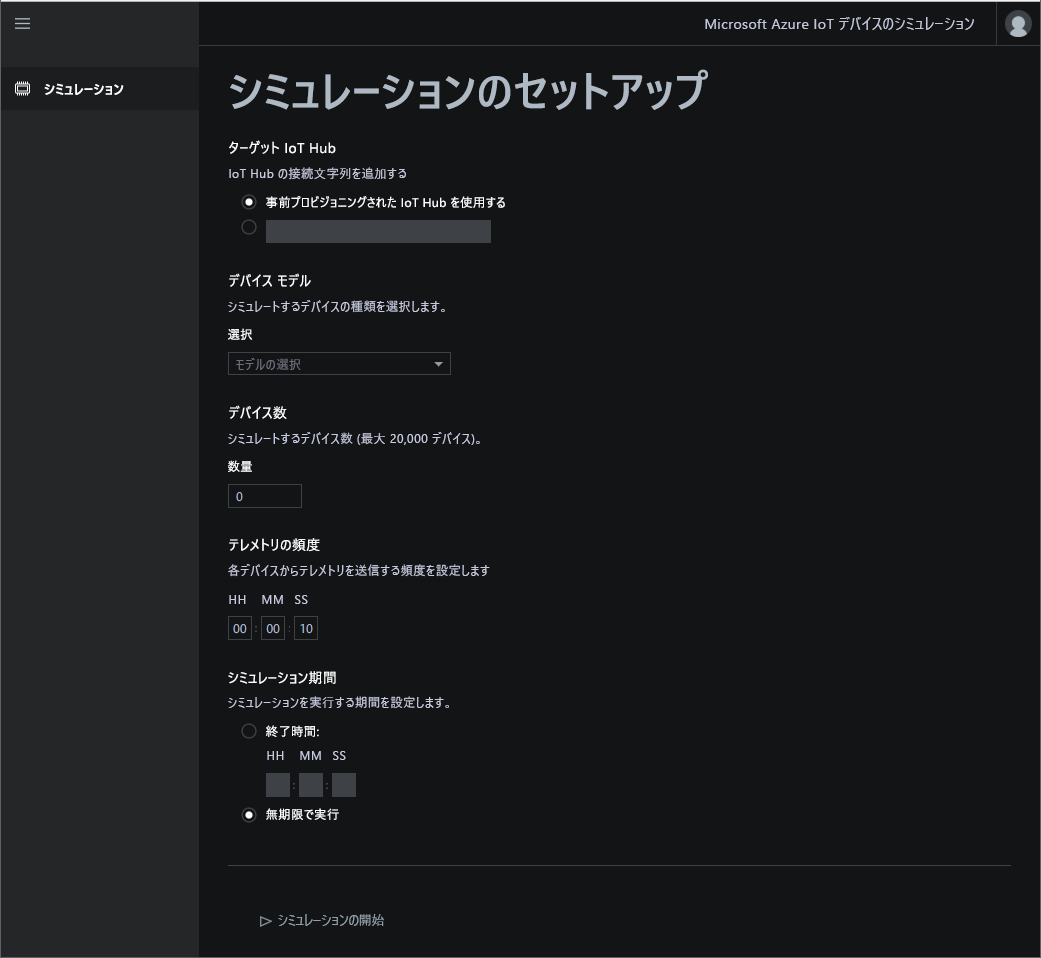 Microsoft Azure IoT デバイスのシミュレーション
シミュレーション
シミュレーションのセットアップ
ターゲット IoT Hub
IoT Hub の接続文字列を追加する
事前プロビジョニングされた IoT Hub を使用する
デバイス モデル
シミュレートするデバイスの種類を選択します。
選択
モデルの選択
デバイス数
シミュレートするデバイス数 (最大 20,000 デバイス)。
数量
0
テレメトリの頻度
各デバイスからテレメトリを送信する頻度を設定します
HH MM SS
00 : 00 : 10
シミュレーション期間
シミュレーションを実行する期間を設定します。
終了時間:
HH MM SS
: :
無期限で実行
シミュレーションの開始